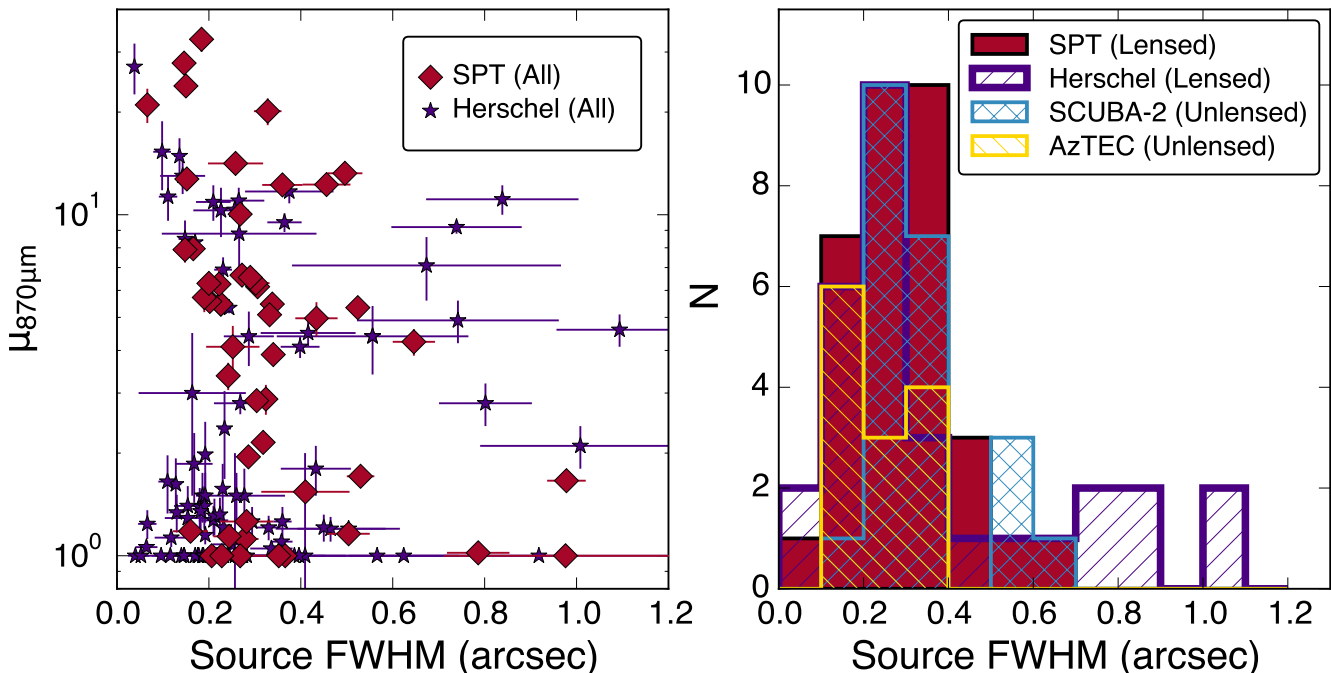 SPT (All)
Herschel (All)
10¹
10⁰
μ870μm
0.0 0.2 0.4 0.6 0.8 1.0 1.2
Source FWHM (arcsec)
SPT (Lensed)
Herschel (Lensed)
SCUBA-2 (Unlensed)
AzTEC (Unlensed)
10
8
6
4
2
0
N
0.0 0.2 0.4 0.6 0.8 1.0 1.2
Source FWHM (arcsec)